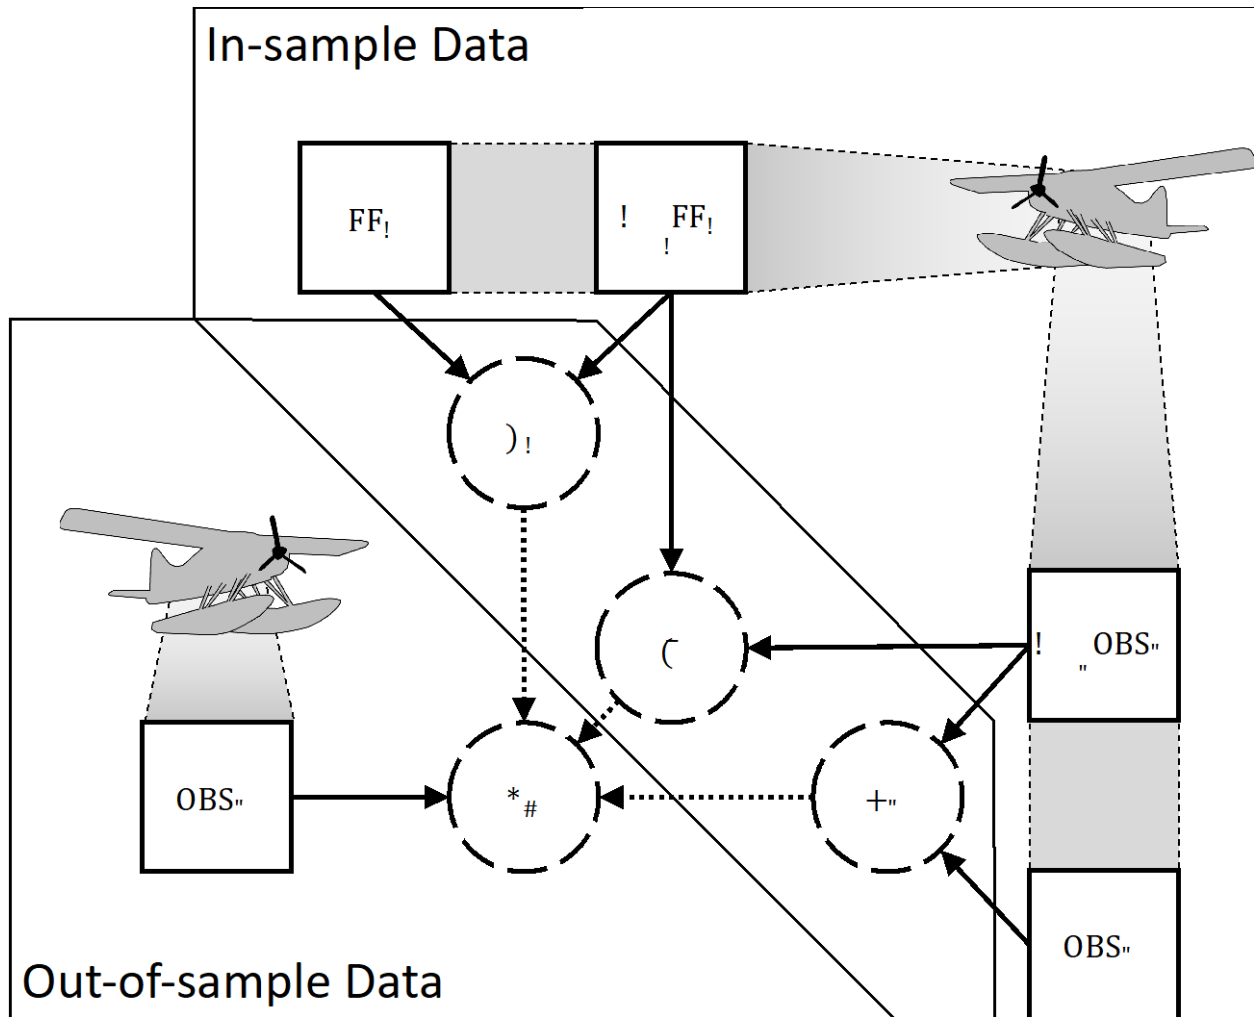 In-sample Data
FF!
! !FF!
)!
(
! "OBS"
OBS"
*#
+"
OBS"
Out-of-sample Data